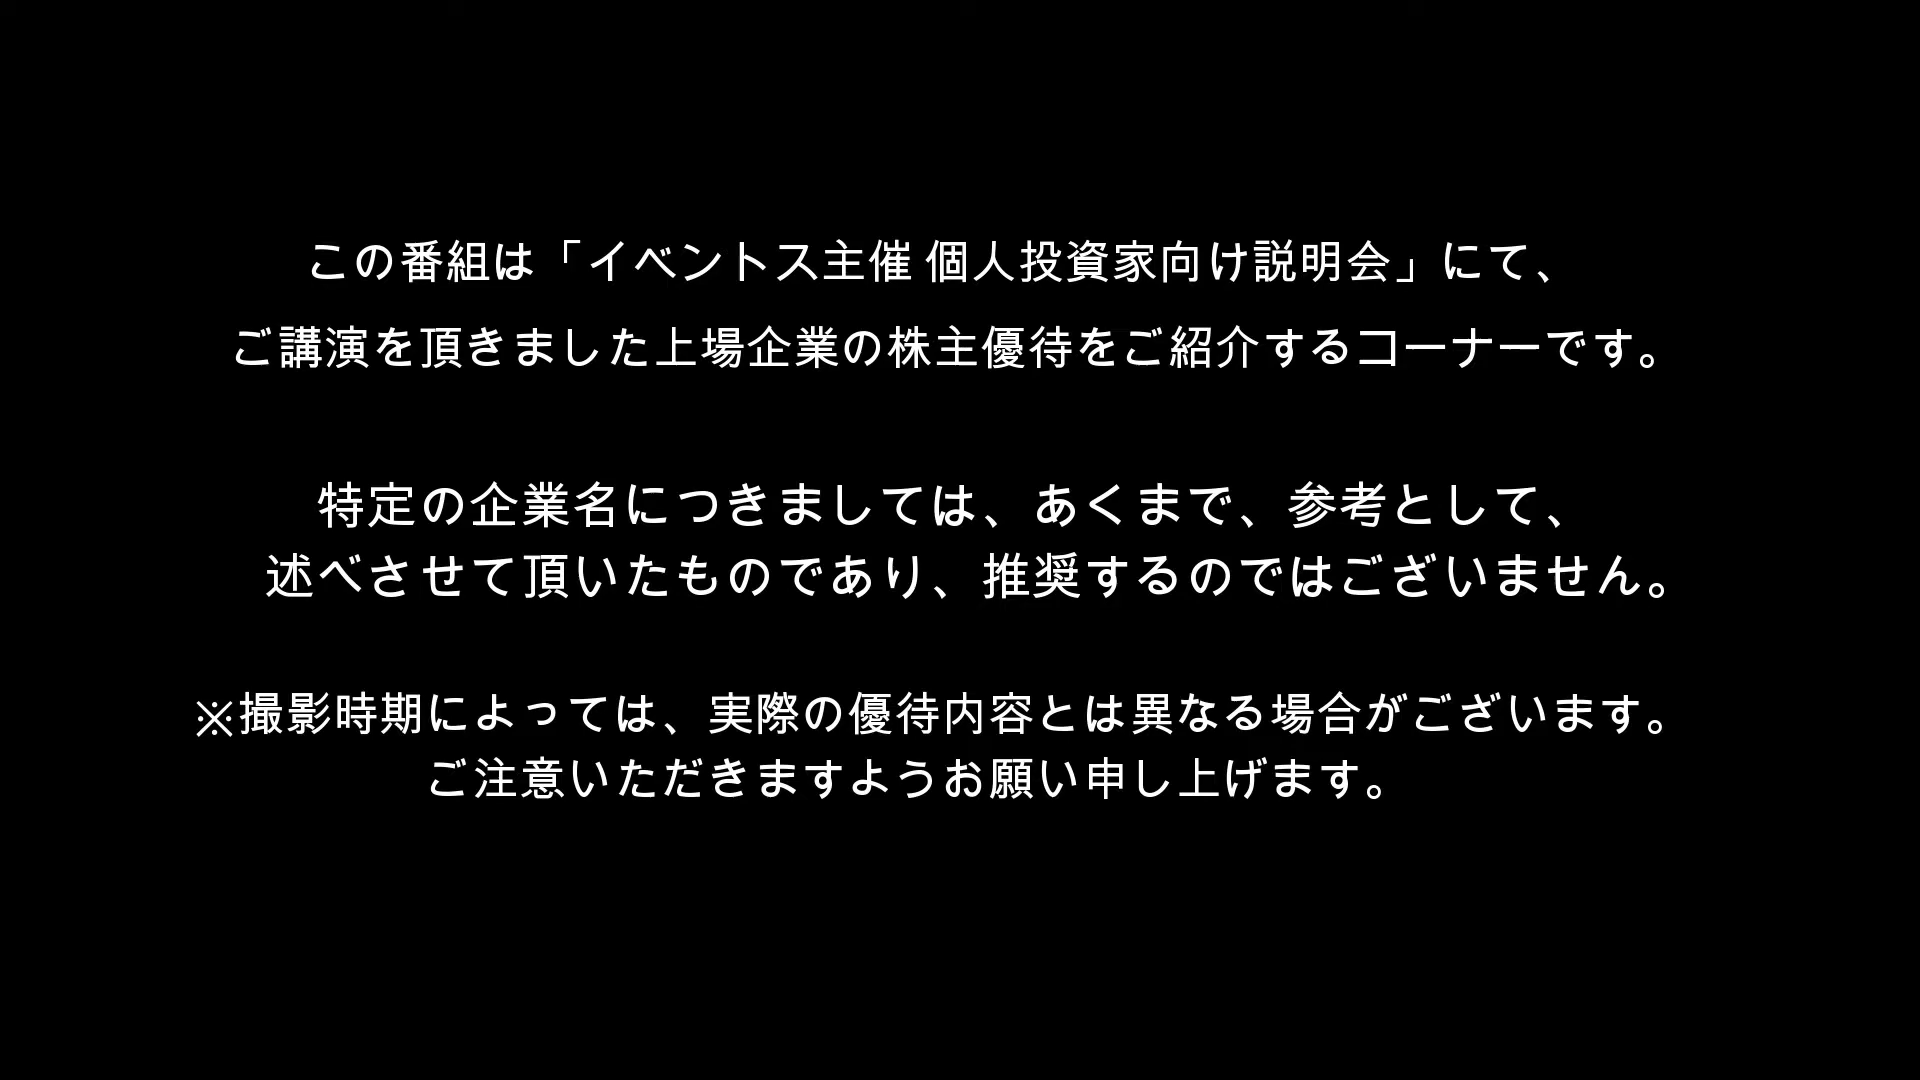 この番組は「イベントス主催 個人投資家向け説明会」にて、
ご講演を頂きました上場企業の株主優待をご紹介するコーナーです。
特定の企業名につきましては、あくまで、参考として、
述べさせて頂いたものであり、推奨するのではございません。
※撮影時期によっては、実際の優待内容とは異なる場合がございます。
ご注意いただきますようお願い申し上げます。